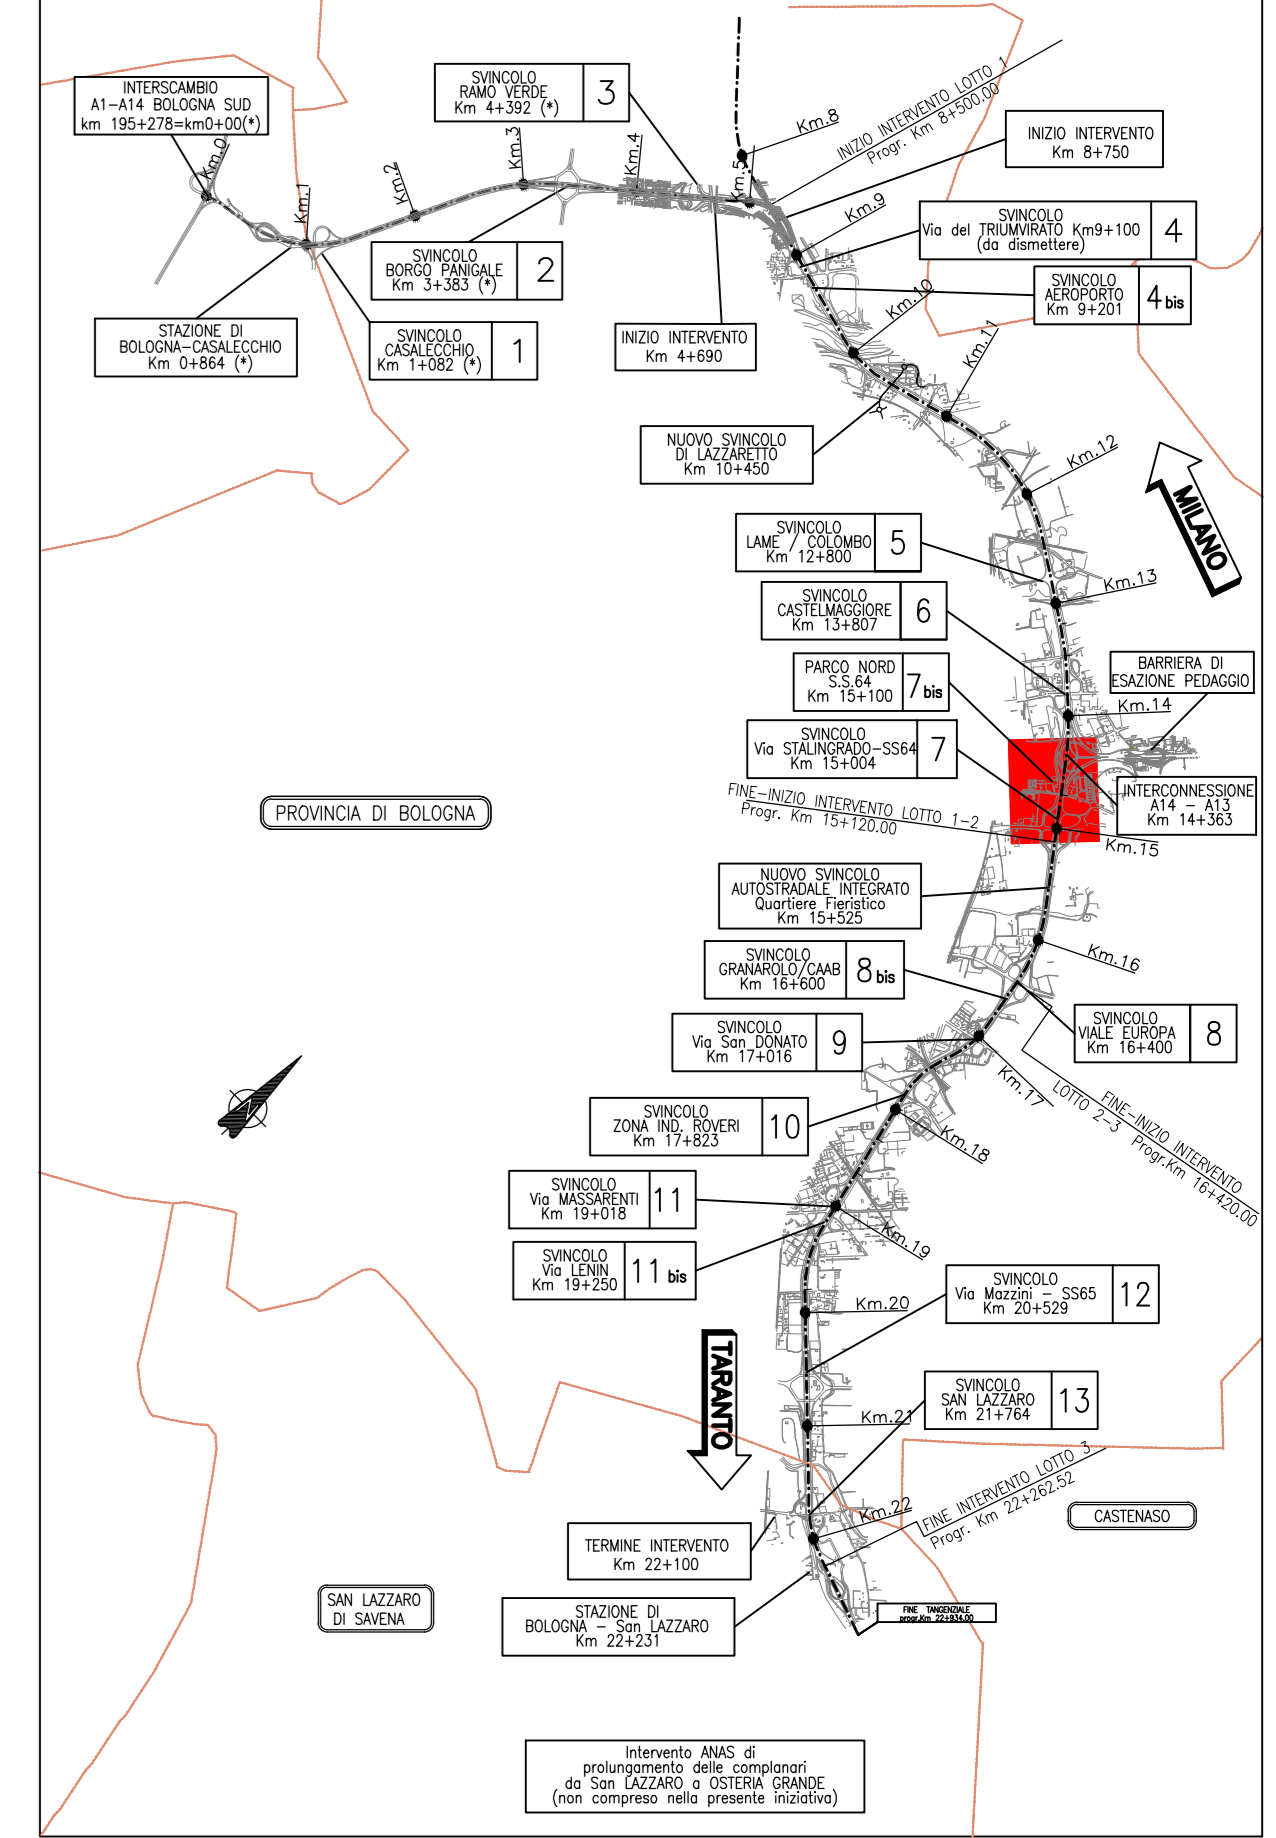 INTERSCAMBIO
A1-A14 BOLOGNA SUD
km 195+278=km0+00(*)
SVINCOLO
RAMO VERDE
Km 4+392 (*)
3
Km.0
Km.1
Km.2
Km.3
Km.4
Km.5
Km.8
INIZIO INTERVENTO LOTTO 1
Progr. Km 8+500.00
INIZIO INTERVENTO
Km 8+750
Km.9
SVINCOLO
Via del TRIUMVIRATO Km9+100
(da dismettere)
4
SVINCOLO
BORGO PANIGALE
Km 3+383 (*)
2
SVINCOLO
AEROPORTO
Km 9+201
4 bis
Km.10
STAZIONE DI
BOLOGNA-CASALECCHIO
Km 0+864 (*)
SVINCOLO
CASALECCHIO
Km 1+082 (*)
1
INIZIO INTERVENTO
Km 4+690
Km.11
NUOVO SVINCOLO
DI LAZZARETTO
Km 10+450
Km.12
MILANO
SVINCOLO
LAME / COLOMBO
Km 12+800
5
Km.13
SVINCOLO
CASTELMAGGIORE
Km 13+807
6
PARCO NORD
S.S.64
Km 15+100
7 bis
BARRIERA DI
ESAZIONE PEDAGGIO
Km.14
SVINCOLO
Via STALINGRADO-SS64
Km 15+004
7
INTERCONNESSIONE
A14 - A13
Km 14+363
FINE-INIZIO INTERVENTO LOTTO 1-2
Progr. Km 15+120.00
Km.15
PROVINCIA DI BOLOGNA
NUOVO SVINCOLO
AUTOSTRADALE INTEGRATO
Quartiere Fieristico
Km 15+525
Km.16
SVINCOLO
GRANAROLO/CAAB
Km 16+600
8 bis
SVINCOLO
VIALE EUROPA
Km 16+400
8
SVINCOLO
Via San DONATO
Km 17+016
9
Km.17
FINE-INIZIO INTERVENTO
LOTTO 2-3 Progr.Km 16+420.00
SVINCOLO
ZONA IND. ROVERI
Km 17+823
10
Km.18
SVINCOLO
Via MASSARENTI
Km 19+018
11
Km.19
SVINCOLO
Via LENIN
Km 19+250
11 bis
SVINCOLO
Via Mazzini - SS65
Km 20+529
12
Km.20
TARANTO
SVINCOLO
SAN LAZZARO
Km 21+764
13
Km.21
FINE INTERVENTO LOTTO 3
Progr. Km 22+262.52
Km.22
CASTENASO
TERMINE INTERVENTO
Km 22+100
SAN LAZZARO
DI SAVENA
STAZIONE DI
BOLOGNA - San LAZZARO
Km 22+231
FINE TANGENZIALE
progr.Km 22+934.00
Intervento ANAS di
prolungamento delle complanari
da San LAZZARO a OSTERIA GRANDE
(non compreso nella presente iniziativa)